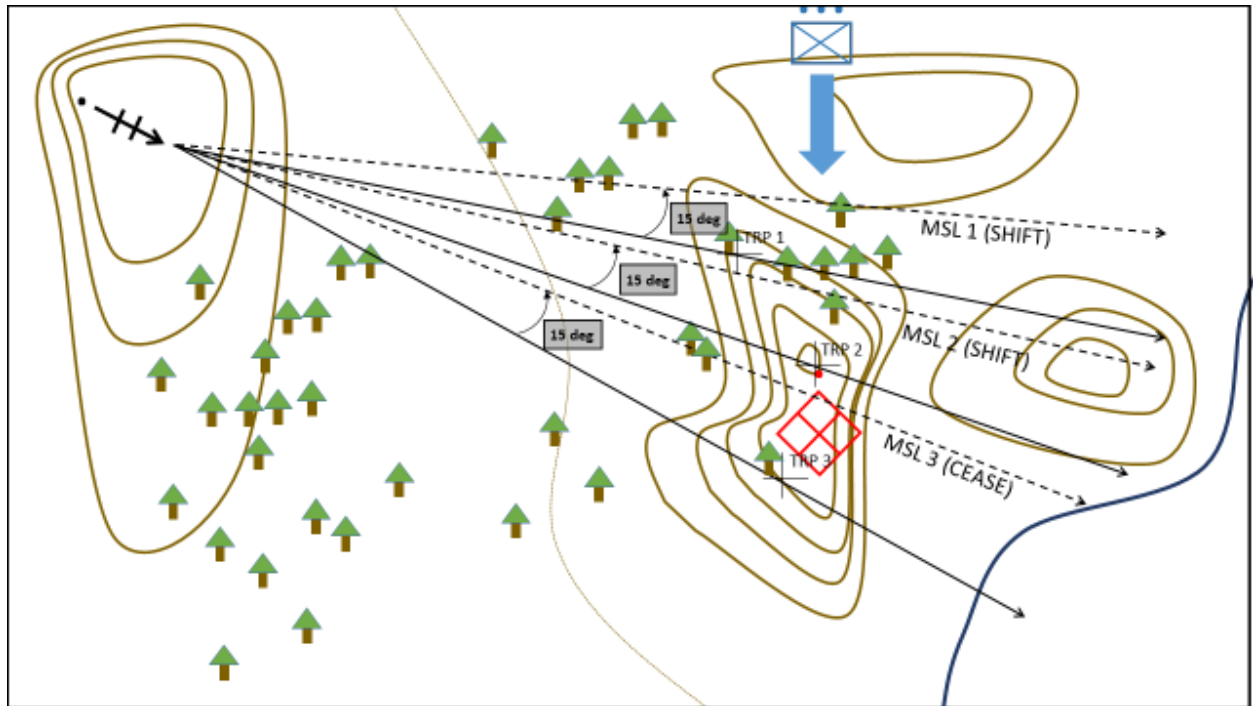 15 deg
MSL 1 (SHIFT)
TRP 1
15 deg
15 deg
MSL 2 (SHIFT)
TRP 2
MSL 3 (CEASE)
TRP 3